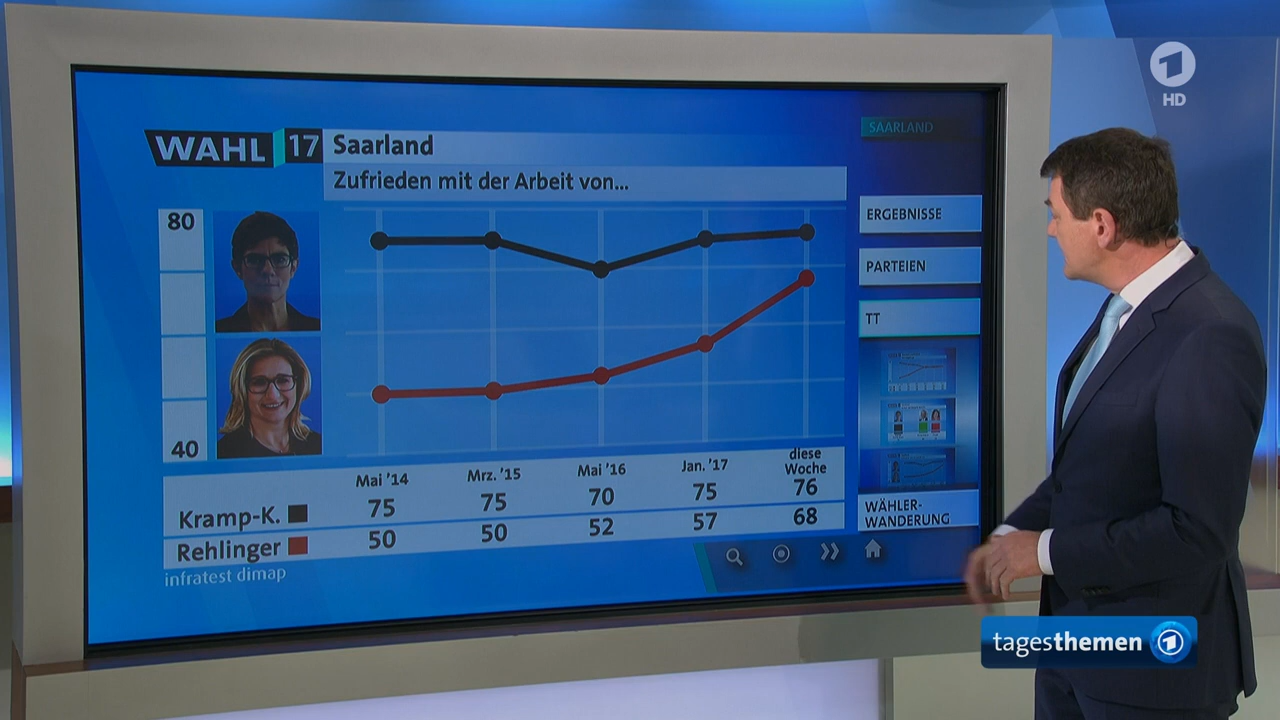 1
HD
WAHL 17 Saarland
Zufrieden mit der Arbeit von...
SAARLAND
ERGEBNISSE
PARTEIEN
TT
WÄHLER-
WANDERUNG
80
40
Mai '14 Mrz. '15 Mai '16 Jan. '17 diese Woche
Kramp-K. 75 75 70 75 76
Rehlinger 50 50 52 57 68
infratest dimap
tagesthemen 1